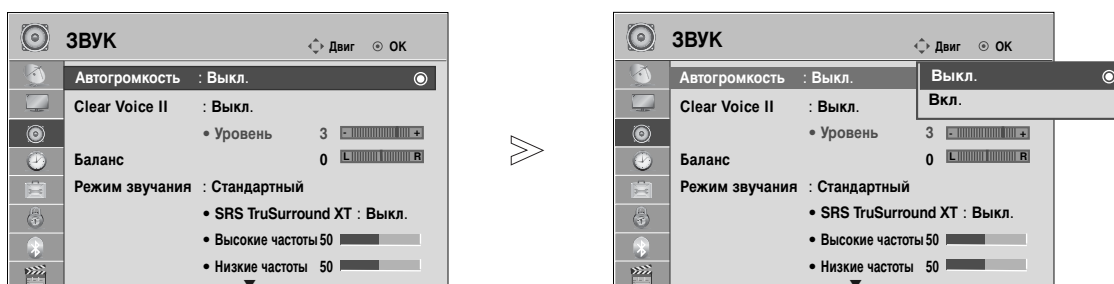 ЗВУК Двиг ОК
Автогромкость : Выкл.
Clear Voice II : Выкл.
• Уровень 3 - +
Баланс 0 L R
Режим звучания : Стандартный
• SRS TruSurround XT : Выкл.
• Высокие частоты 50
• Низкие частоты 50
ЗВУК Двиг ОК
Автогромкость : Выкл.
Выкл.
Вкл.
Clear Voice II : Выкл.
• Уровень 3 - +
Баланс 0 L R
Режим звучания : Стандартный
• SRS TruSurround XT : Выкл.
• Высокие частоты 50
• Низкие частоты 50